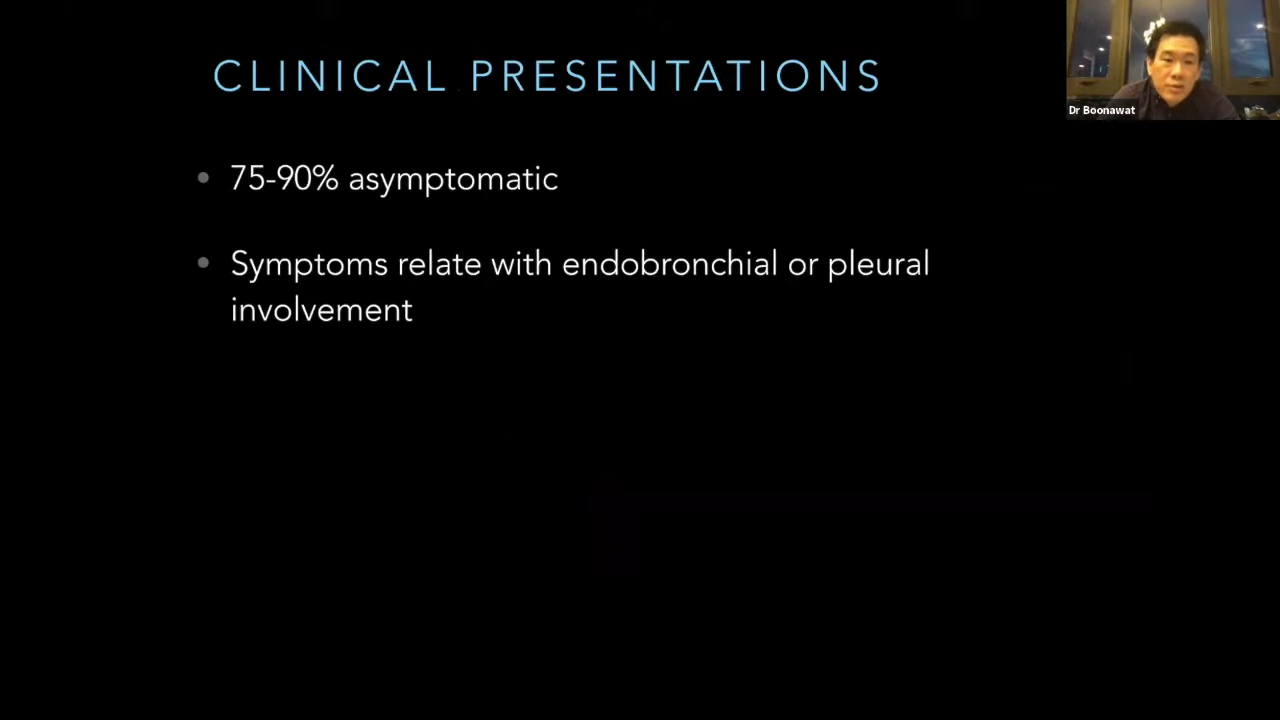 CLINICAL PRESENTATIONS
Dr Boonawat
• 75-90% asymptomatic
• Symptoms relate with endobronchial or pleural
involvement